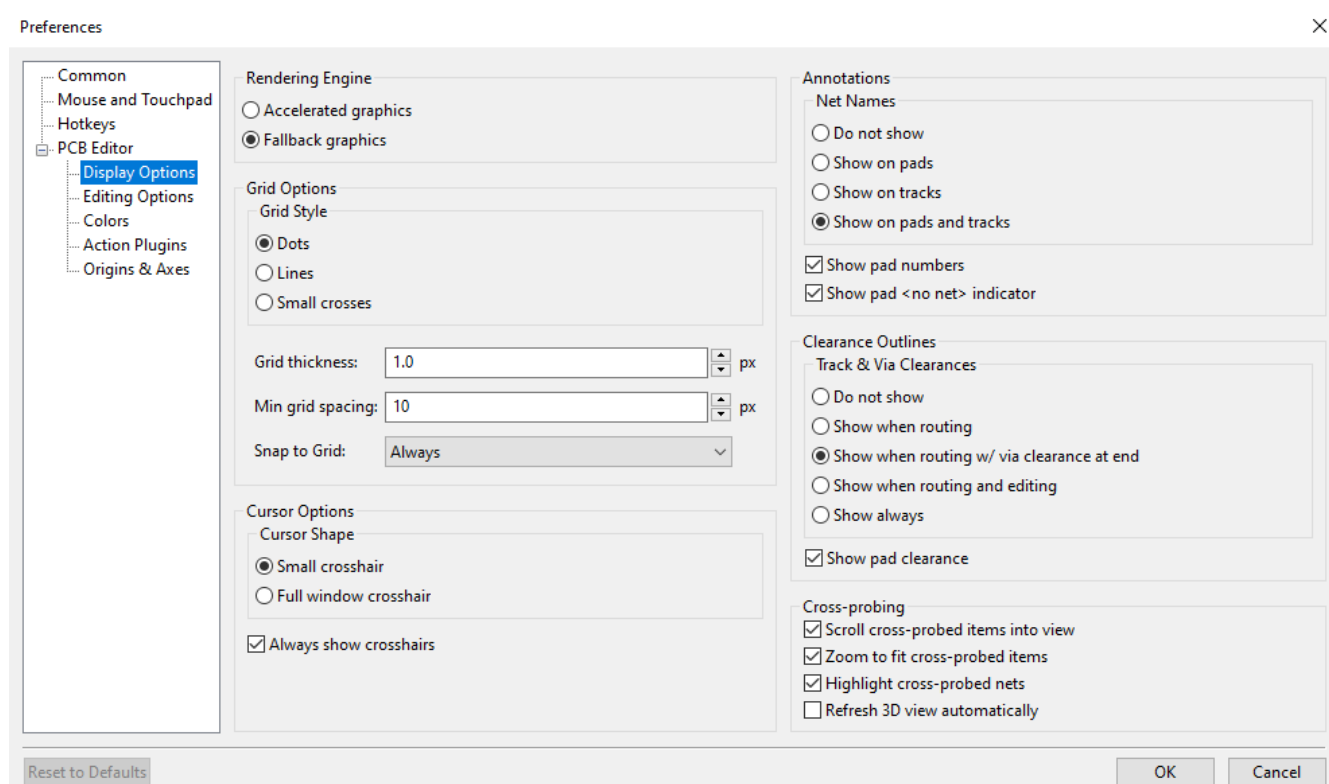 Preferences
Common
Mouse and Touchpad
Hotkeys
PCB Editor
Display Options
Editing Options
Colors
Action Plugins
Origins & Axes
Rendering Engine
Accelerated graphics
Fallback graphics
Grid Options
Grid Style
Dots
Lines
Small crosses
Grid thickness: 1.0 px
Min grid spacing: 10 px
Snap to Grid: Always
Cursor Options
Cursor Shape
Small crosshair
Full window crosshair
Always show crosshairs
Annotations
Net Names
Do not show
Show on pads
Show on tracks
Show on pads and tracks
Show pad numbers
Show pad <no net> indicator
Clearance Outlines
Track & Via Clearances
Do not show
Show when routing
Show when routing w/ via clearance at end
Show when routing and editing
Show always
Show pad clearance
Cross-probing
Scroll cross-probed items into view
Zoom to fit cross-probed items
Highlight cross-probed nets
Refresh 3D view automatically
Reset to Defaults
OK
Cancel